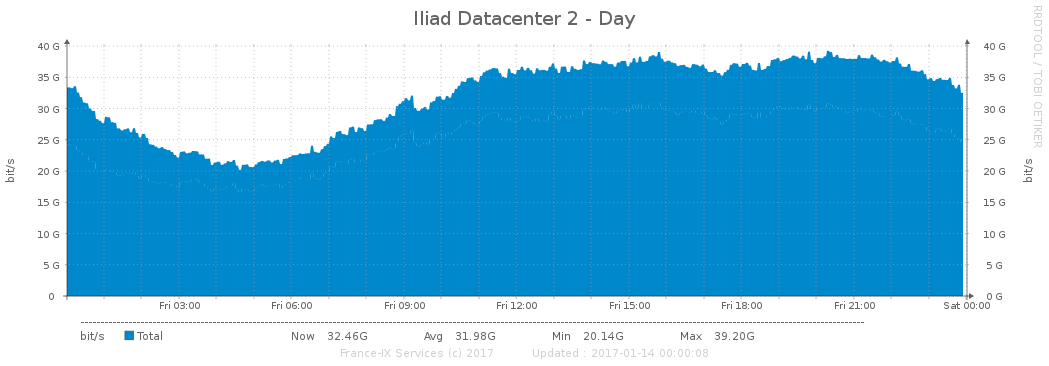 Iliad Datacenter 2 - Day
RRDTOOL / TOBI OETIKER
40 G 40 G
35 G 35 G
30 G 30 G
25 G 25 G
20 G 20 G
15 G 15 G
10 G 10 G
5 G 5 G
0 0 G
bit/s bit/s
Fri 03:00 Fri 06:00 Fri 09:00 Fri 12:00 Fri 15:00 Fri 18:00 Fri 21:00 Sat 00:00
bit/s Total Now 32.46G Avg 31.98G Min 20.14G Max 39.20G
France-IX Services (c) 2017 Updated : 2017-01-14 00:00:08